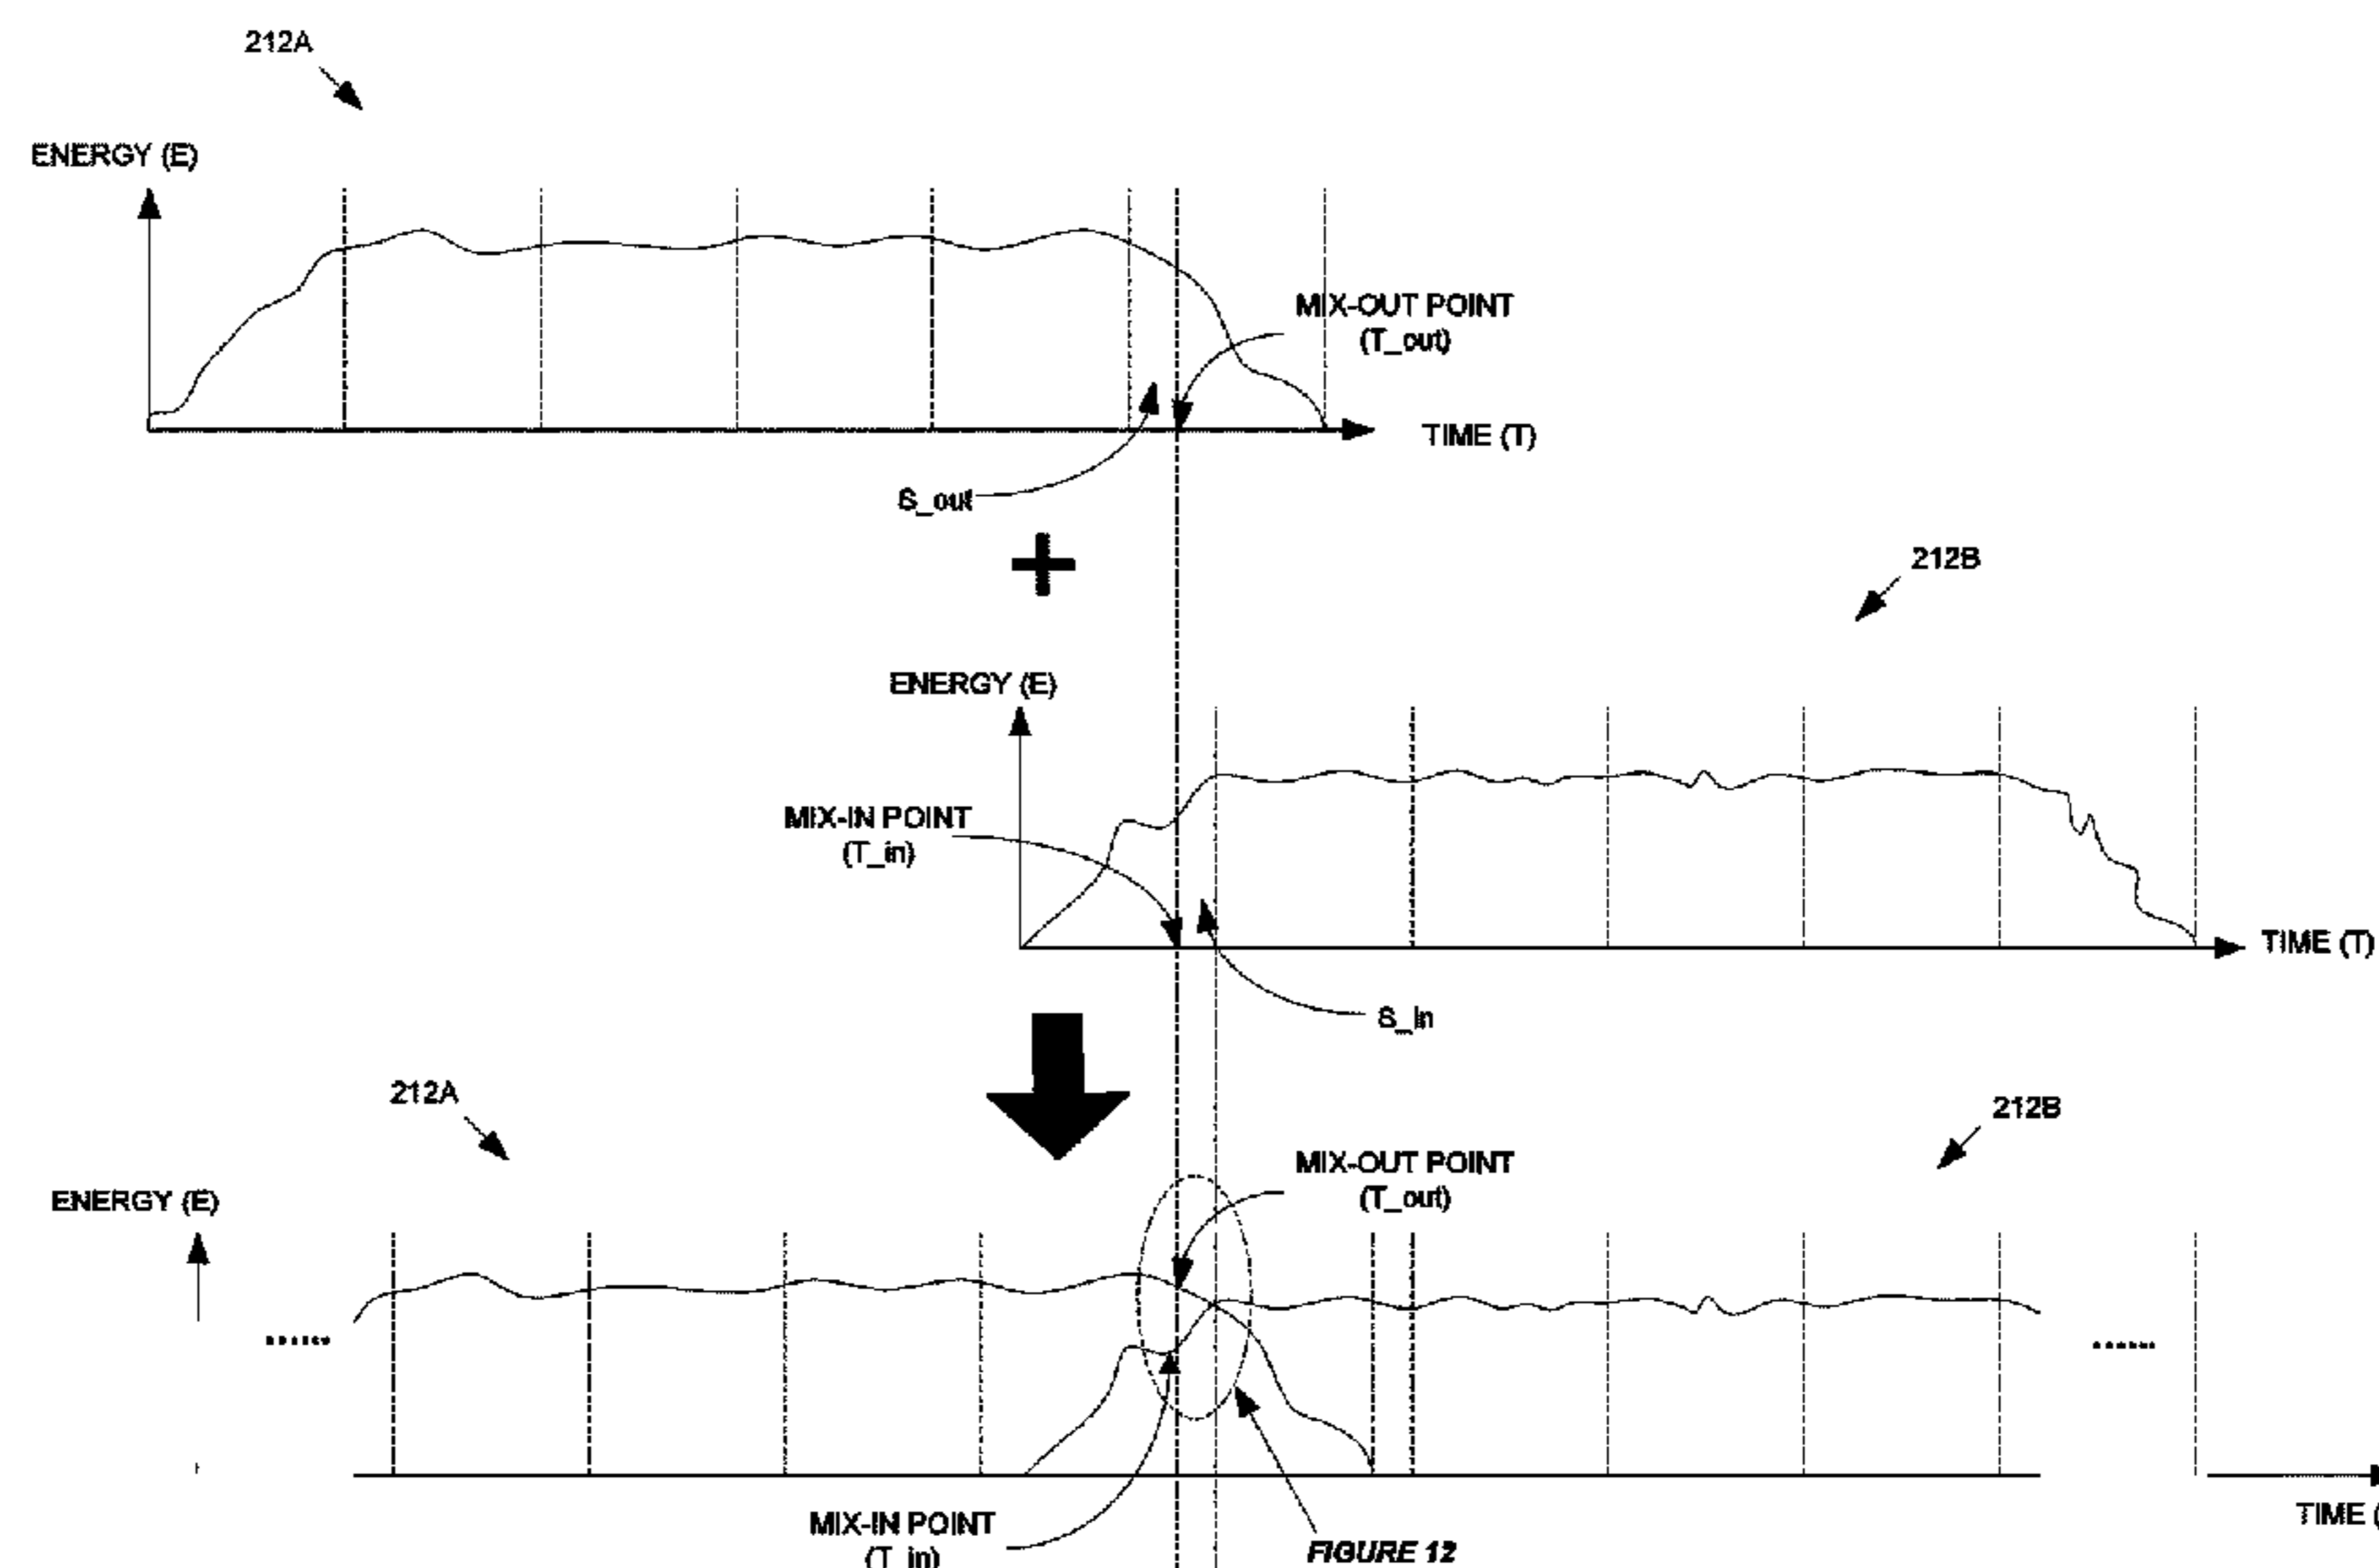 212A
ENERGY (E)
MIX-OUT POINT
(T_out)
TIME (T)
S_out
212B
ENERGY (E)
MIX-IN POINT
(T_in)
TIME (T)
S_in
212A
212B
MIX-OUT POINT
(T_out)
ENERGY (E)
TIME (
MIX-IN POINT
(T_in)
FIGURE 12